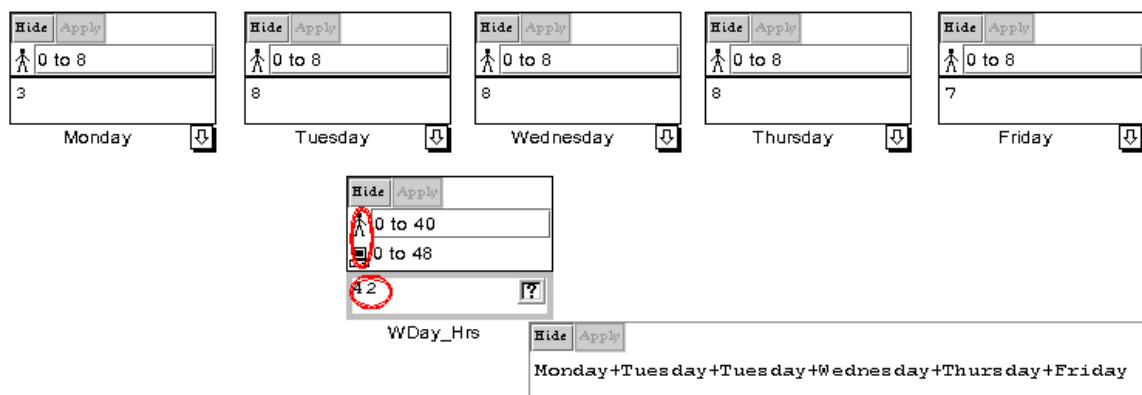 Hide Apply Hide Apply Hide Apply Hide Apply Hide Apply
0 to 8 0 to 8 0 to 8 0 to 8 0 to 8
3 8 8 8 7
Monday Tuesday Wednesday Thursday Friday
Hide Apply
0 to 40
0 to 48
42 ?
WDay_Hrs
Hide Apply
Monday+Tuesday+Tuesday+Wednesday+Thursday+Friday